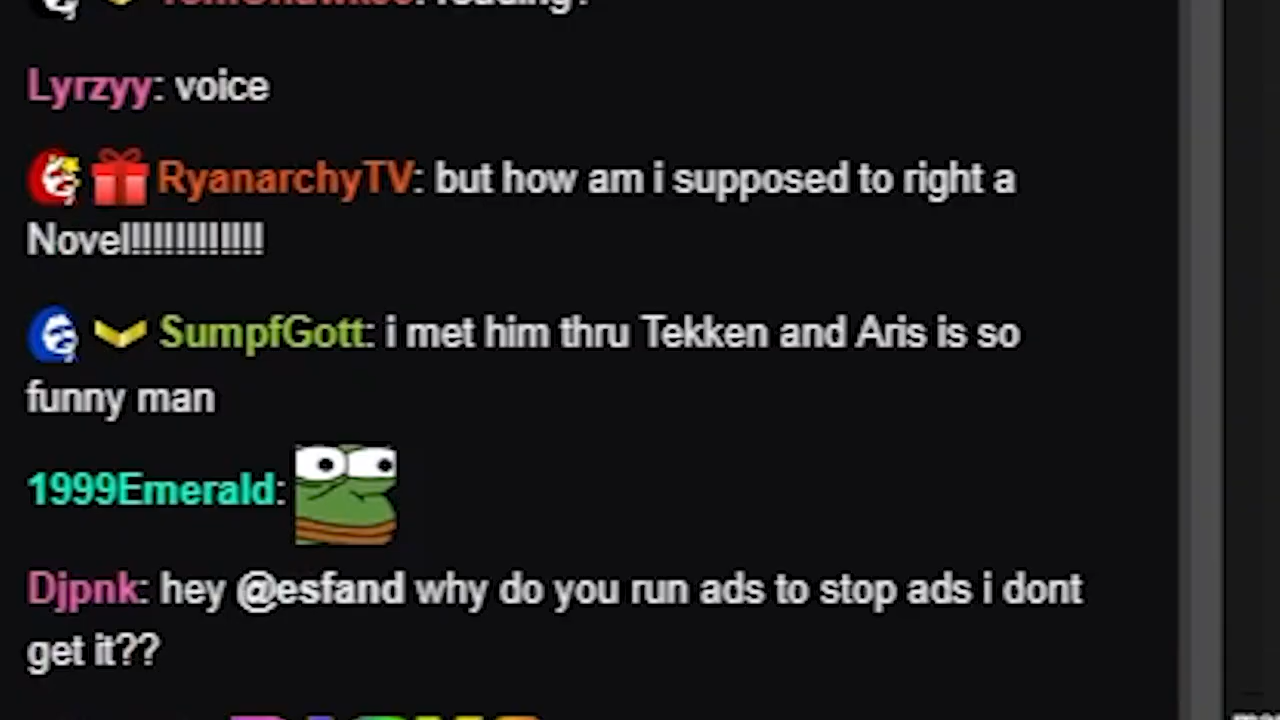 reading?
Lyrzyy: voice
RyanarchyTV: but how am i supposed to right a
Novel!!!!!!!!!!!!!
SumpfGott: i met him thru Tekken and Aris is so
funny man
1999Emerald:
Djpnk: hey @esfand why do you run ads to stop ads i dont
get it??